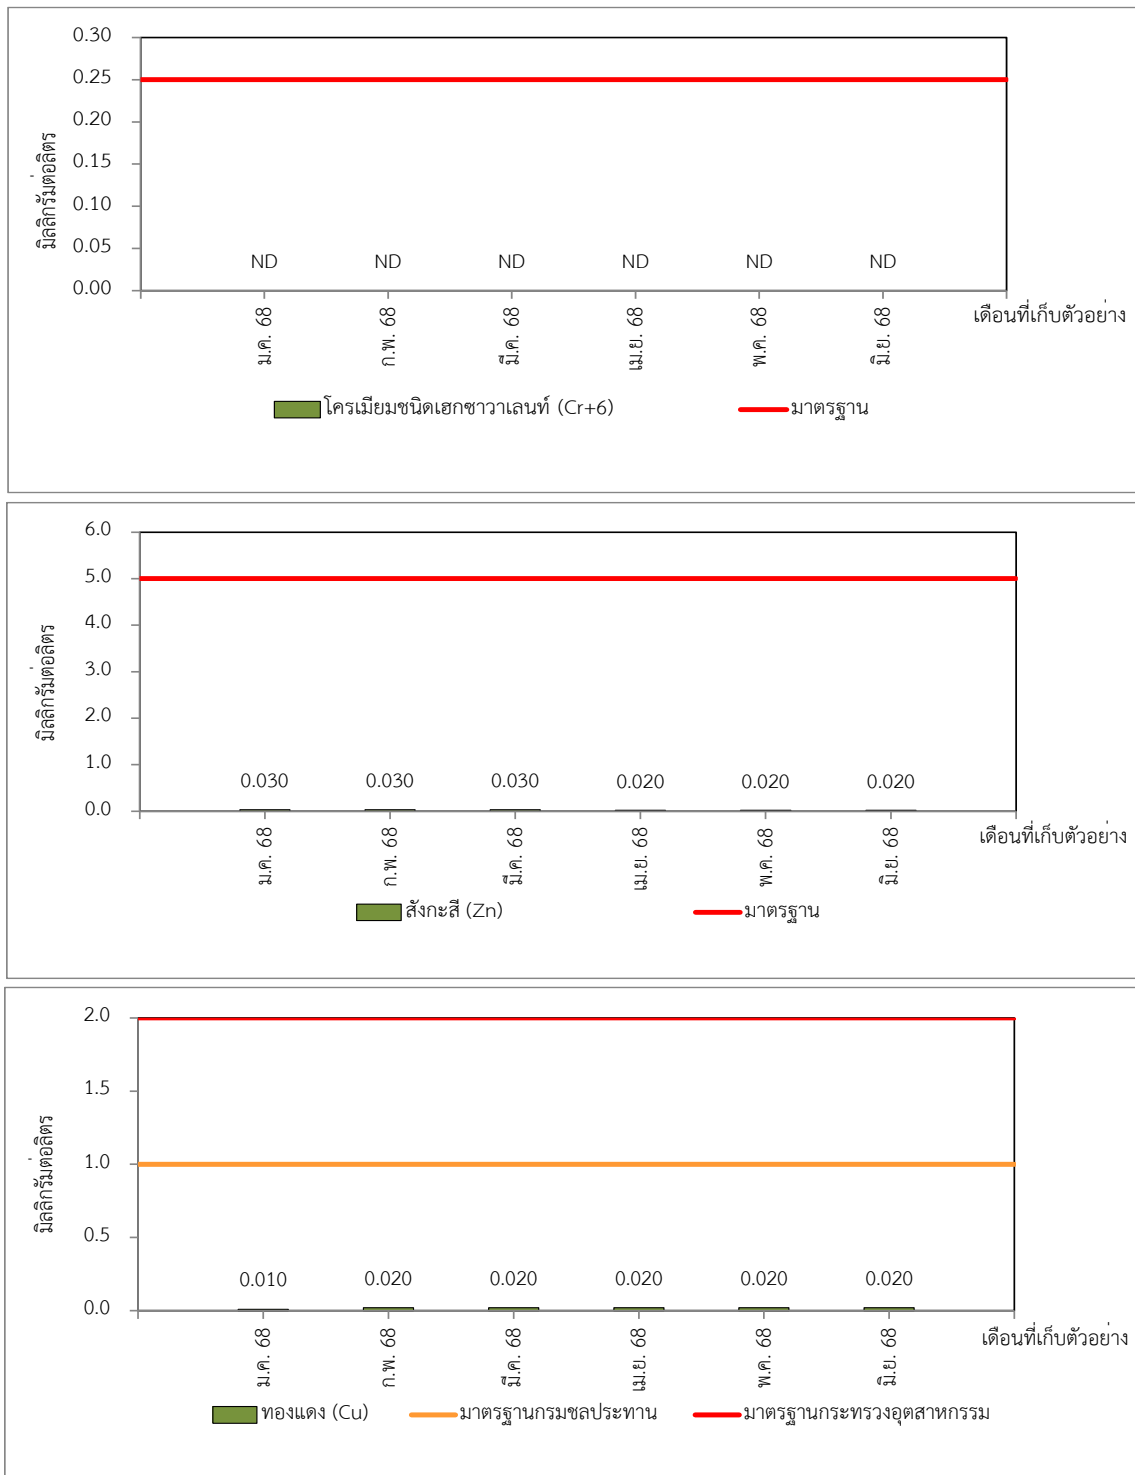 0.30
0.25
0.20
0.15
0.10
0.05
0.00
มิลลิกรัมต่อลิตร
ND ND ND ND ND ND
ม.ค. 68 ก.พ. 68 มี.ค. 68 เม.ย. 68 พ.ค. 68 มิ.ย. 68
เดือนที่เก็บตัวอย่าง
โครเมียมชนิดเฮกซาวาเลนท์ (Cr+6) มาตรฐาน
6.0
5.0
4.0
3.0
2.0
1.0
0.0
มิลลิกรัมต่อลิตร
0.030 0.030 0.030 0.020 0.020 0.020
ม.ค. 68 ก.พ. 68 มี.ค. 68 เม.ย. 68 พ.ค. 68 มิ.ย. 68
เดือนที่เก็บตัวอย่าง
สังกะสี (Zn) มาตรฐาน
2.0
1.5
1.0
0.5
0.0
มิลลิกรัมต่อลิตร
0.010 0.020 0.020 0.020 0.020 0.020
ม.ค. 68 ก.พ. 68 มี.ค. 68 เม.ย. 68 พ.ค. 68 มิ.ย. 68
เดือนที่เก็บตัวอย่าง
ทองแดง (Cu) มาตรฐานกรมชลประทาน มาตรฐานกระทรวงอุตสาหกรรม